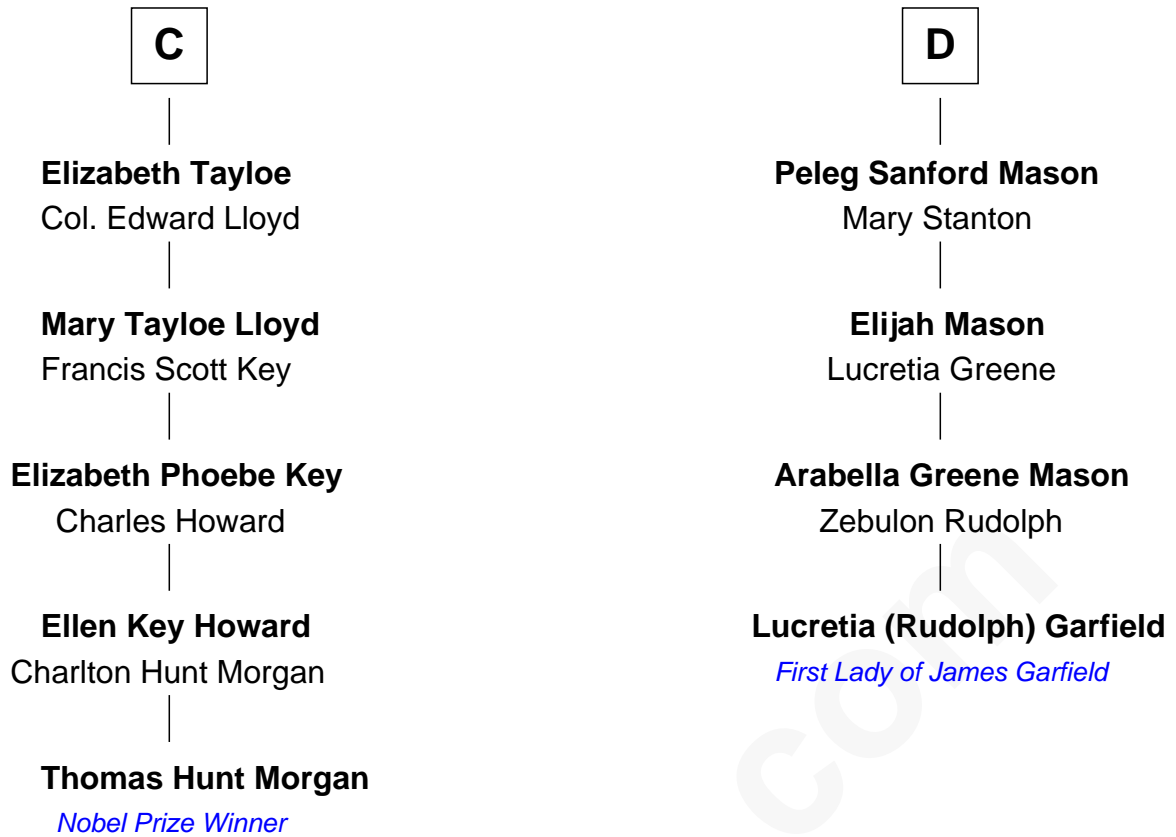 C
Elizabeth Tayloe
Col. Edward Lloyd
Mary Tayloe Lloyd
Francis Scott Key
Elizabeth Phoebe Key
Charles Howard
Ellen Key Howard
Charlton Hunt Morgan
Thomas Hunt Morgan
Nobel Prize Winner
D
Peleg Sanford Mason
Mary Stanton
Elijah Mason
Lucretia Greene
Arabella Greene Mason
Zebulon Rudolph
Lucretia (Rudolph) Garfield
First Lady of James Garfield
com